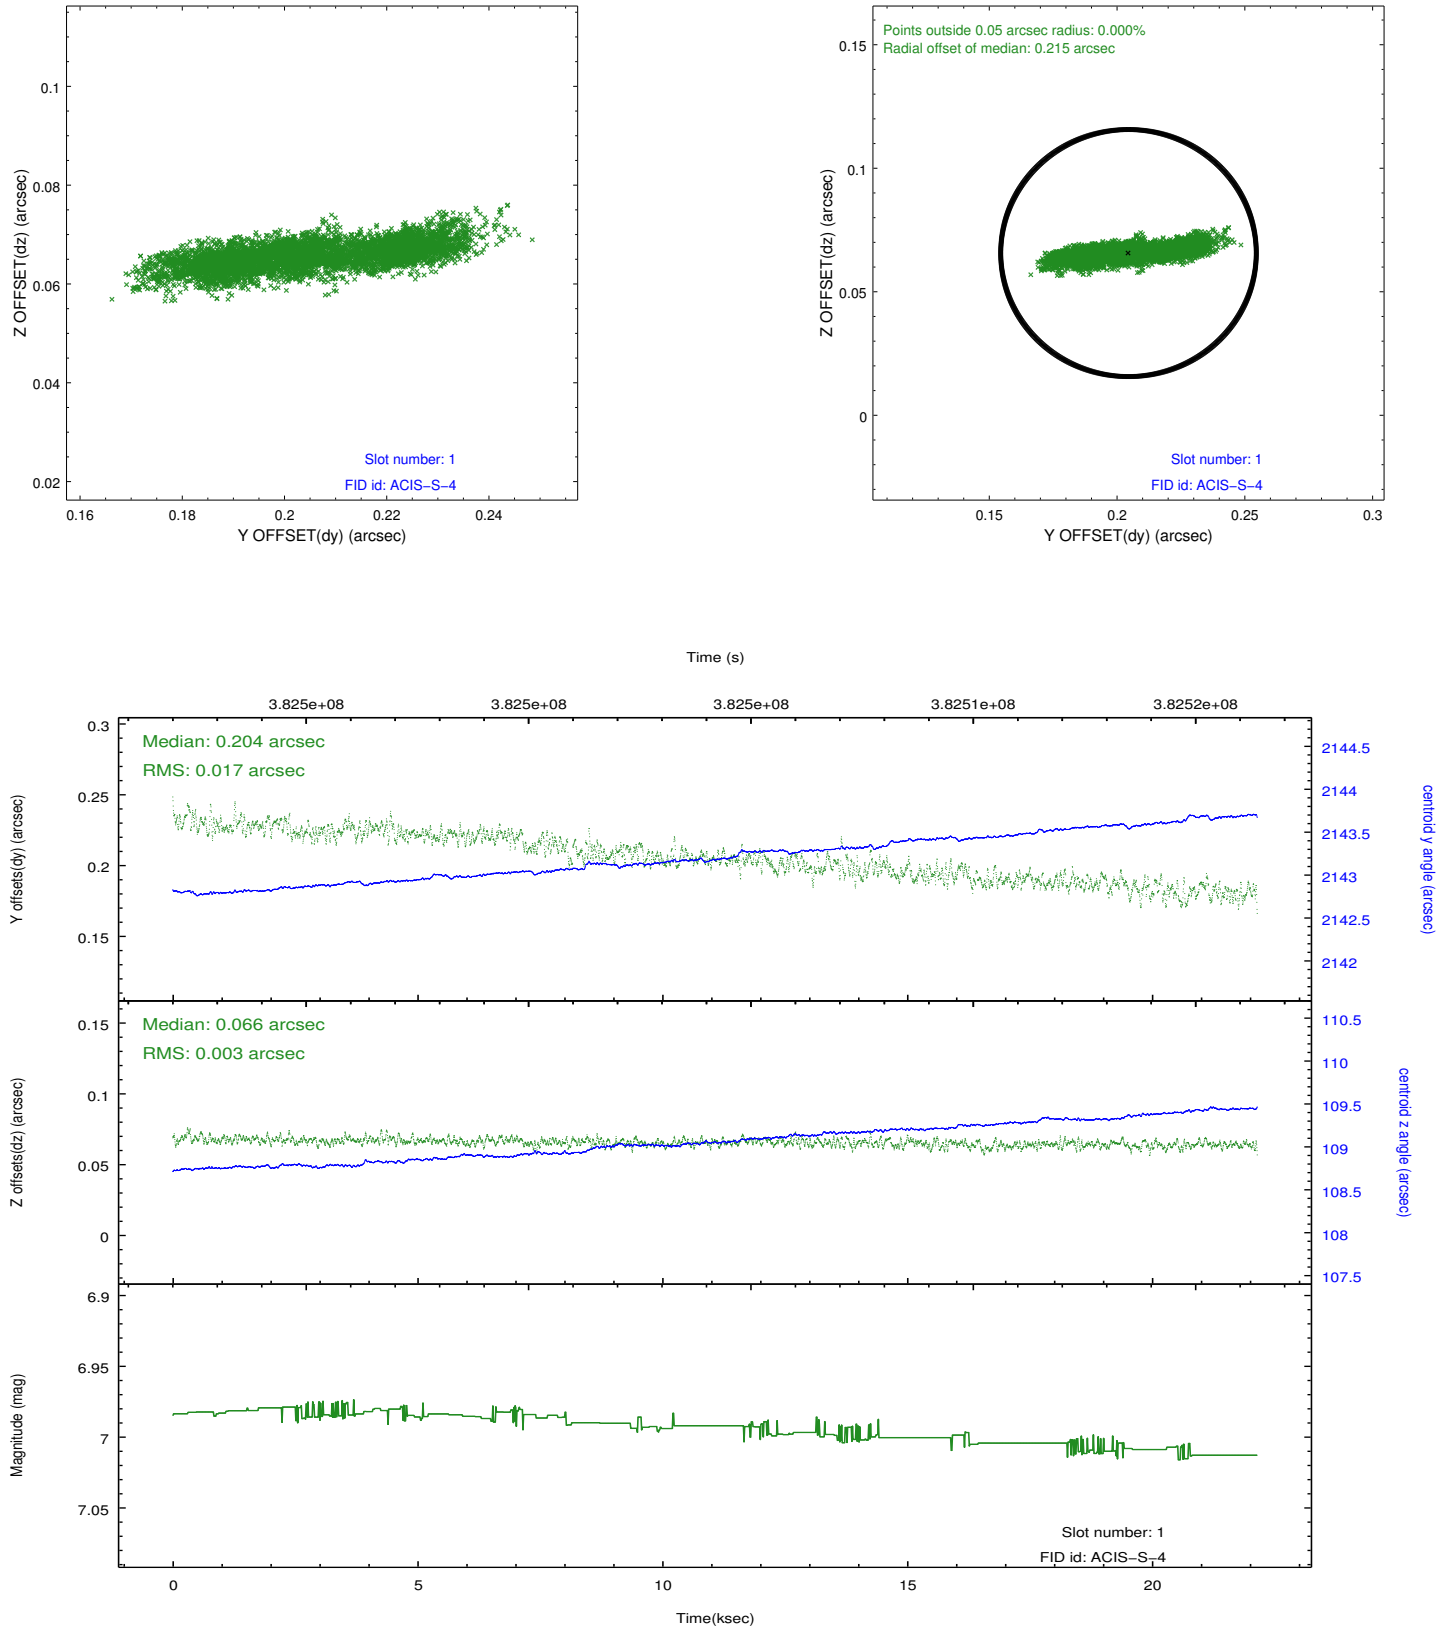 0.1
0.08
0.06
0.04
0.02
Z OFFSET(dz) (arcsec)
0.16 0.18 0.2 0.22 0.24
Y OFFSET(dy) (arcsec)
Slot number: 1
FID id: ACIS−S−4
Points outside 0.05 arcsec radius: 0.000%
Radial offset of median: 0.215 arcsec
0.15
0.1
0.05
0
Z OFFSET(dz) (arcsec)
Slot number: 1
FID id: ACIS−S−4
0.15 0.2 0.25 0.3
Y OFFSET(dy) (arcsec)
Time (s)
3.825e+08 3.825e+08 3.825e+08 3.8251e+08 3.8252e+08
Median: 0.204 arcsec
RMS: 0.017 arcsec
0.3
0.25
0.2
0.15
Y offsets(dy) (arcsec)
2144.5
2144
2143.5
2143
2142.5
2142
centroid y angle (arcsec)
Median: 0.066 arcsec
RMS: 0.003 arcsec
0.15
0.1
0.05
0
Z offsets(dz) (arcsec)
110.5
110
109.5
109
108.5
108
107.5
centroid z angle (arcsec)
6.9
6.95
7
7.05
Magnitude (mag)
Slot number: 1
FID id: ACIS−S−4
0 5 10 15 20
Time(ksec)